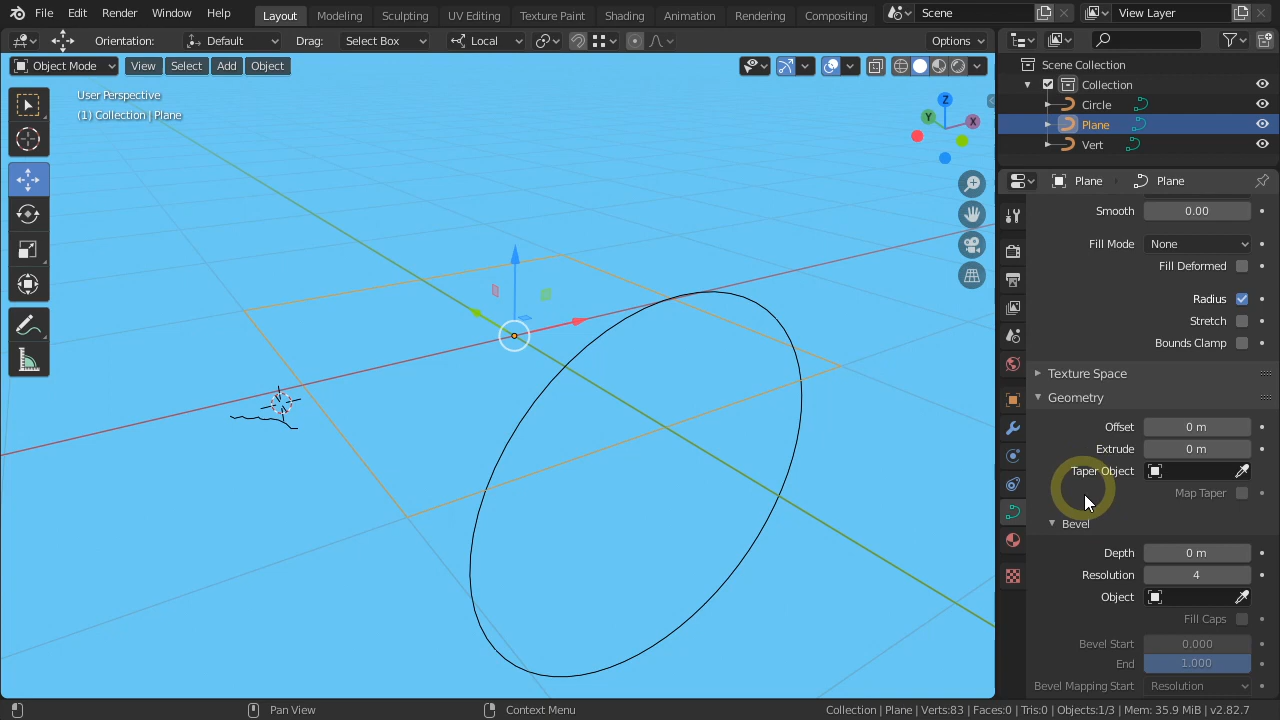 File Edit Render Window Help Layout Modeling Sculpting UV Editing Texture Paint Shading Animation Rendering Compositing Scene View Layer
Orientation: Default Drag: Select Box Local Options
Object Mode View Select Add Object
User Perspective
(1) Collection | Plane
Z
Y
X
Scene Collection
Collection
Circle
Plane
Vert
Plane Plane
Smooth 0.00
Fill Mode None
Fill Deformed
Radius
Stretch
Bounds Clamp
Texture Space
Geometry
Offset 0 m
Extrude 0 m
Taper Object
Map Taper
Bevel
Depth 0 m
Resolution 4
Object
Fill Caps
Bevel Start 0.000
End 1.000
Bevel Mapping Start Resolution
Pan View Context Menu Collection | Plane | Verts:83 | Faces:0 | Tris:0 | Objects:1/3 | Mem: 35.9 MiB | v2.82.7